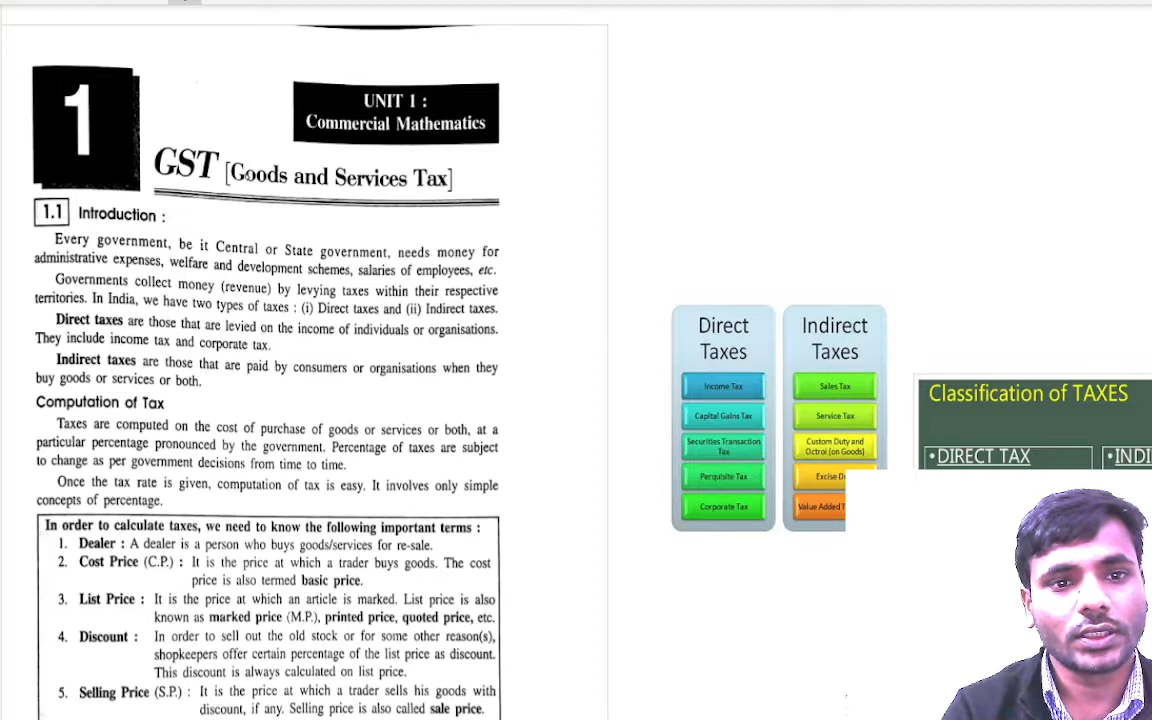 1
UNIT 1 :
Commercial Mathematics
GST [Goods and Services Tax]
1.1 Introduction :
Every government, be it Central or State government, needs money for
administrative expenses, welfare and development schemes, salaries of employees, etc.
Governments collect money (revenue) by levying taxes within their respective
territories. In India, we have two types of taxes : (i) Direct taxes and (ii) Indirect taxes.
Direct taxes are those that are levied on the income of individuals or organisations.
They include income tax and corporate tax.
Indirect taxes are those that are paid by consumers or organisations when they
buy goods or services or both.
Computation of Tax
Taxes are computed on the cost of purchase of goods or services or both, at a
particular percentage pronounced by the government. Percentage of taxes are subject
to change as per government decisions from time to time.
Once the tax rate is given, computation of tax is easy. It involves only simple
concepts of percentage.
In order to calculate taxes, we need to know the following important terms :
1. Dealer : A dealer is a person who buys goods/services for re-sale.
2. Cost Price (C.P.) : It is the price at which a trader buys goods. The cost
price is also termed basic price.
3. List Price : It is the price at which an article is marked. List price is also
known as marked price (M.P.), printed price, quoted price, etc.
4. Discount : In order to sell out the old stock or for some other reason(s),
shopkeepers offer certain percentage of the list price as discount.
This discount is always calculated on list price.
5. Selling Price (S.P.) : It is the price at which a trader sells his goods with
discount, if any. Selling price is also called sale price.
Direct
Taxes
Income Tax
Capital Gains Tax
Securities Transaction
Tax
Perquisite Tax
Corporate Tax
Indirect
Taxes
Sales Tax
Service Tax
Custom Duty and
Octroi (on Goods)
Excise
Value Added
Classification of TAXES
•DIRECT TAX
•INDI